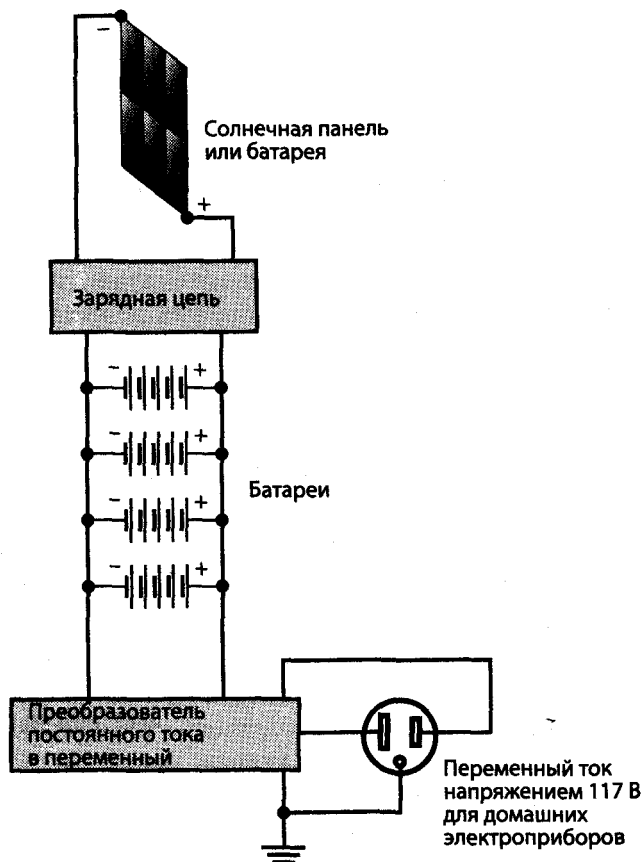 −
Солнечная панель
или батарея
+
Зарядная цепь
− +
− +
Батареи
− +
− +
Преобразователь
постоянного тока
в переменный
Переменный ток
напряжением 117 В
для домашних
электроприборов